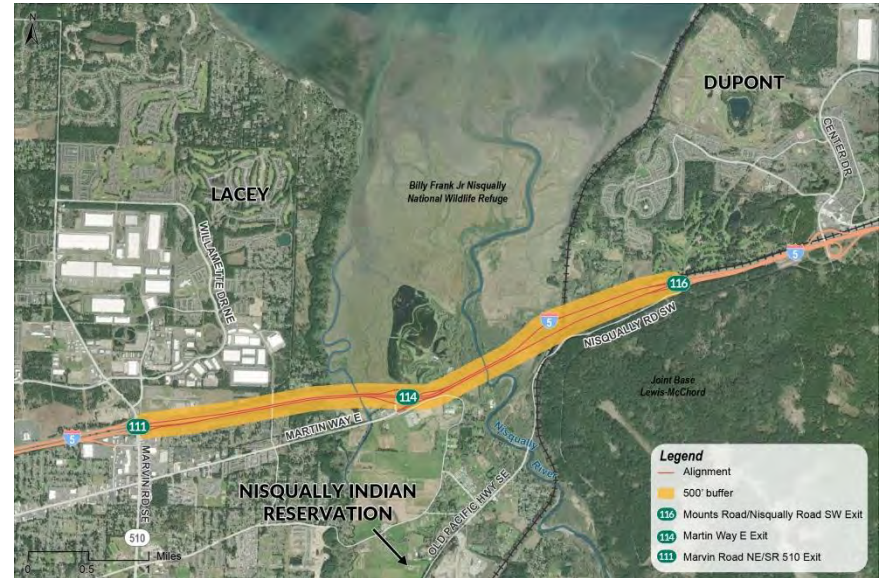 N
DUPONT
CENTER DR
LACEY
Billy Frank Jr Nisqually
National Wildlife Refuge
WILLAMETTE DR NE
5
116
5
NISQUALLY RD SW
Joint Base
Lewis-McChord
114
111
MARTIN WAY E
5
MARVIN RD SE
Nisqually
River
NISQUALLY INDIAN
RESERVATION
OLD PACIFIC HWY SE
510
Miles
0 0.5 1
Legend
Alignment
500' buffer
116 Mounts Road/Nisqually Road SW Exit
114 Martin Way E Exit
111 Marvin Road NE/SR 510 Exit